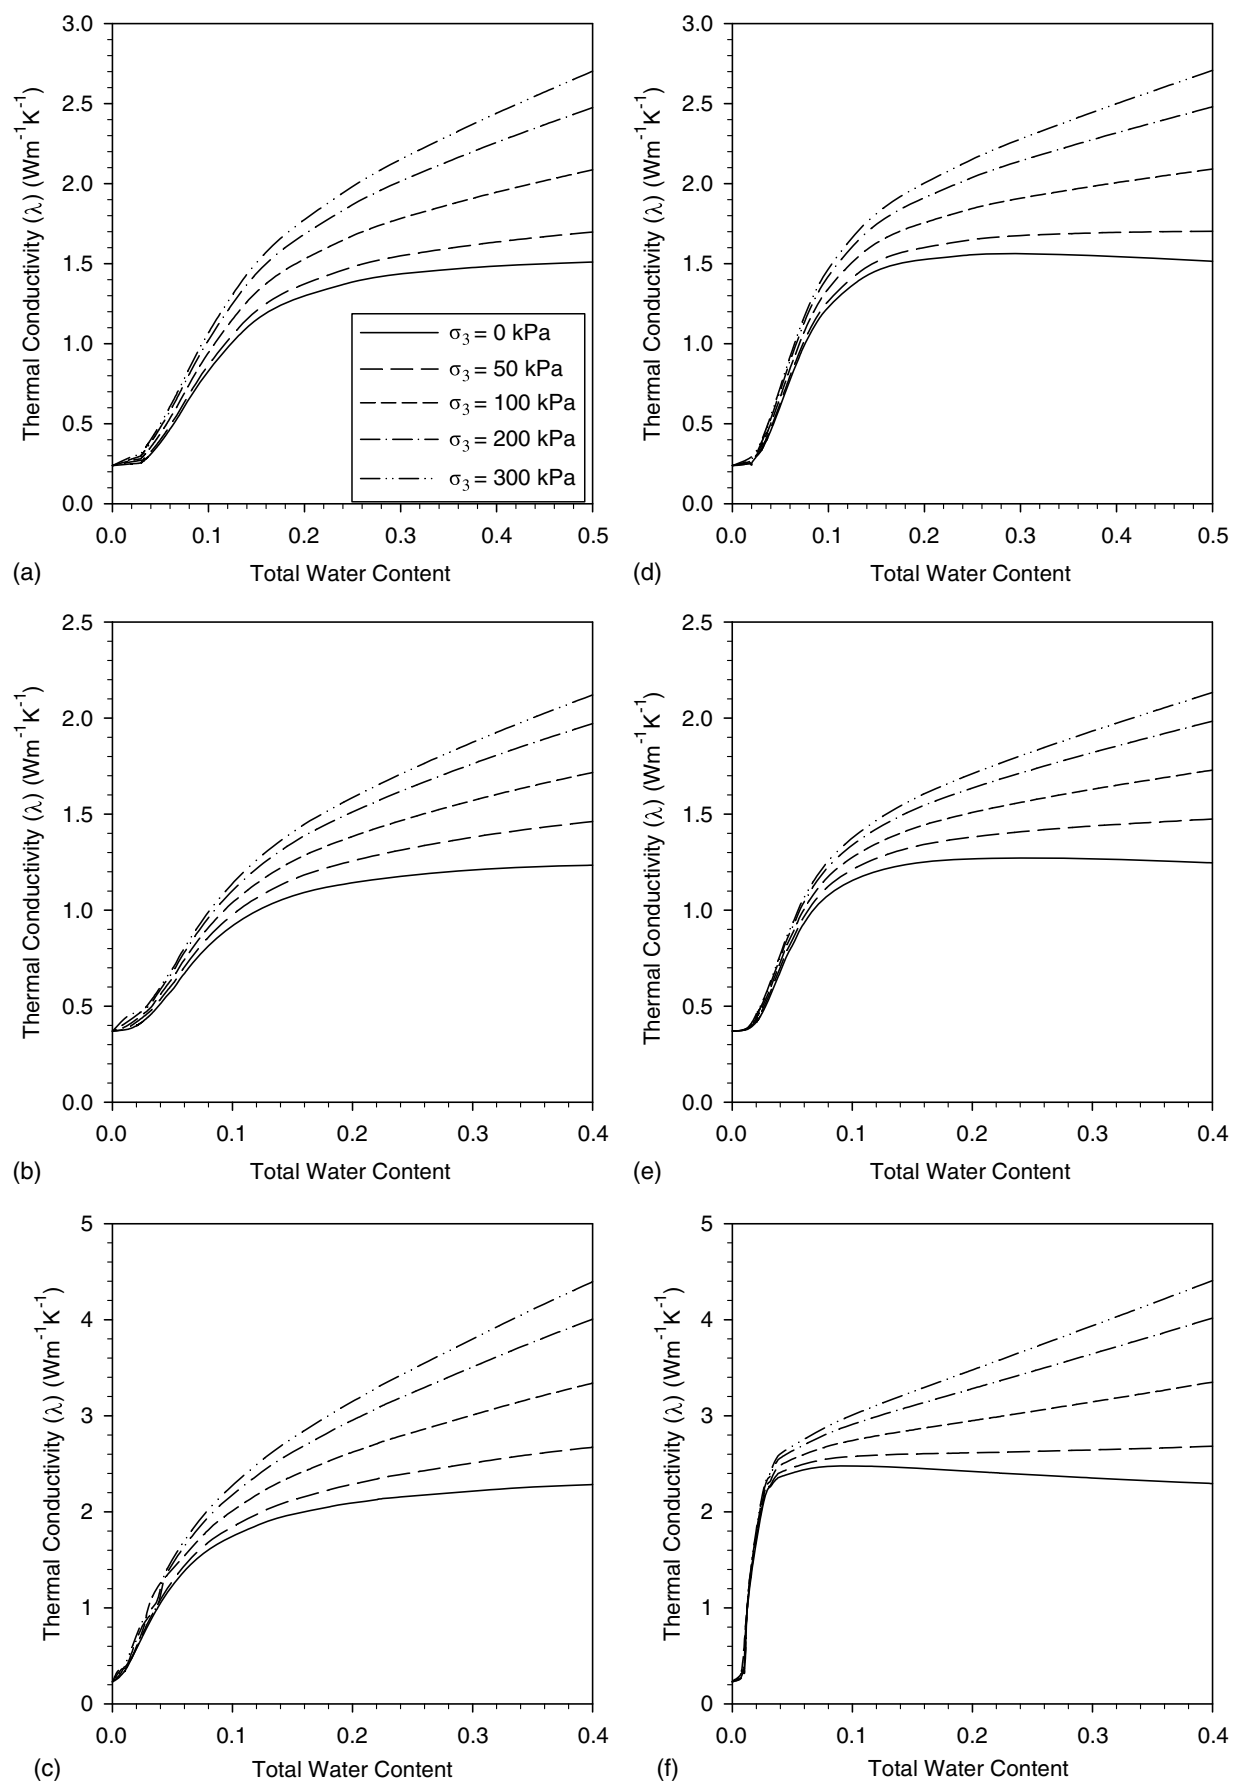 3.0
2.5
2.0
1.5
1.0
0.5
0.0
Thermal Conductivity (λ) (Wm⁻¹K⁻¹)
σ₃ = 0 kPa
σ₃ = 50 kPa
σ₃ = 100 kPa
σ₃ = 200 kPa
σ₃ = 300 kPa
0.0 0.1 0.2 0.3 0.4 0.5
(a) Total Water Content
3.0
2.5
2.0
1.5
1.0
0.5
0.0
Thermal Conductivity (λ) (Wm⁻¹K⁻¹)
0.0 0.1 0.2 0.3 0.4 0.5
(d) Total Water Content
2.5
2.0
1.5
1.0
0.5
0.0
Thermal Conductivity (λ) (Wm⁻¹K⁻¹)
0.0 0.1 0.2 0.3 0.4
(b) Total Water Content
2.5
2.0
1.5
1.0
0.5
0.0
Thermal Conductivity (λ) (Wm⁻¹K⁻¹)
0.0 0.1 0.2 0.3 0.4
(e) Total Water Content
5
4
3
2
1
0
Thermal Conductivity (λ) (Wm⁻¹K⁻¹)
0.0 0.1 0.2 0.3 0.4
(c) Total Water Content
5
4
3
2
1
0
Thermal Conductivity (λ) (Wm⁻¹K⁻¹)
0.0 0.1 0.2 0.3 0.4
(f) Total Water Content